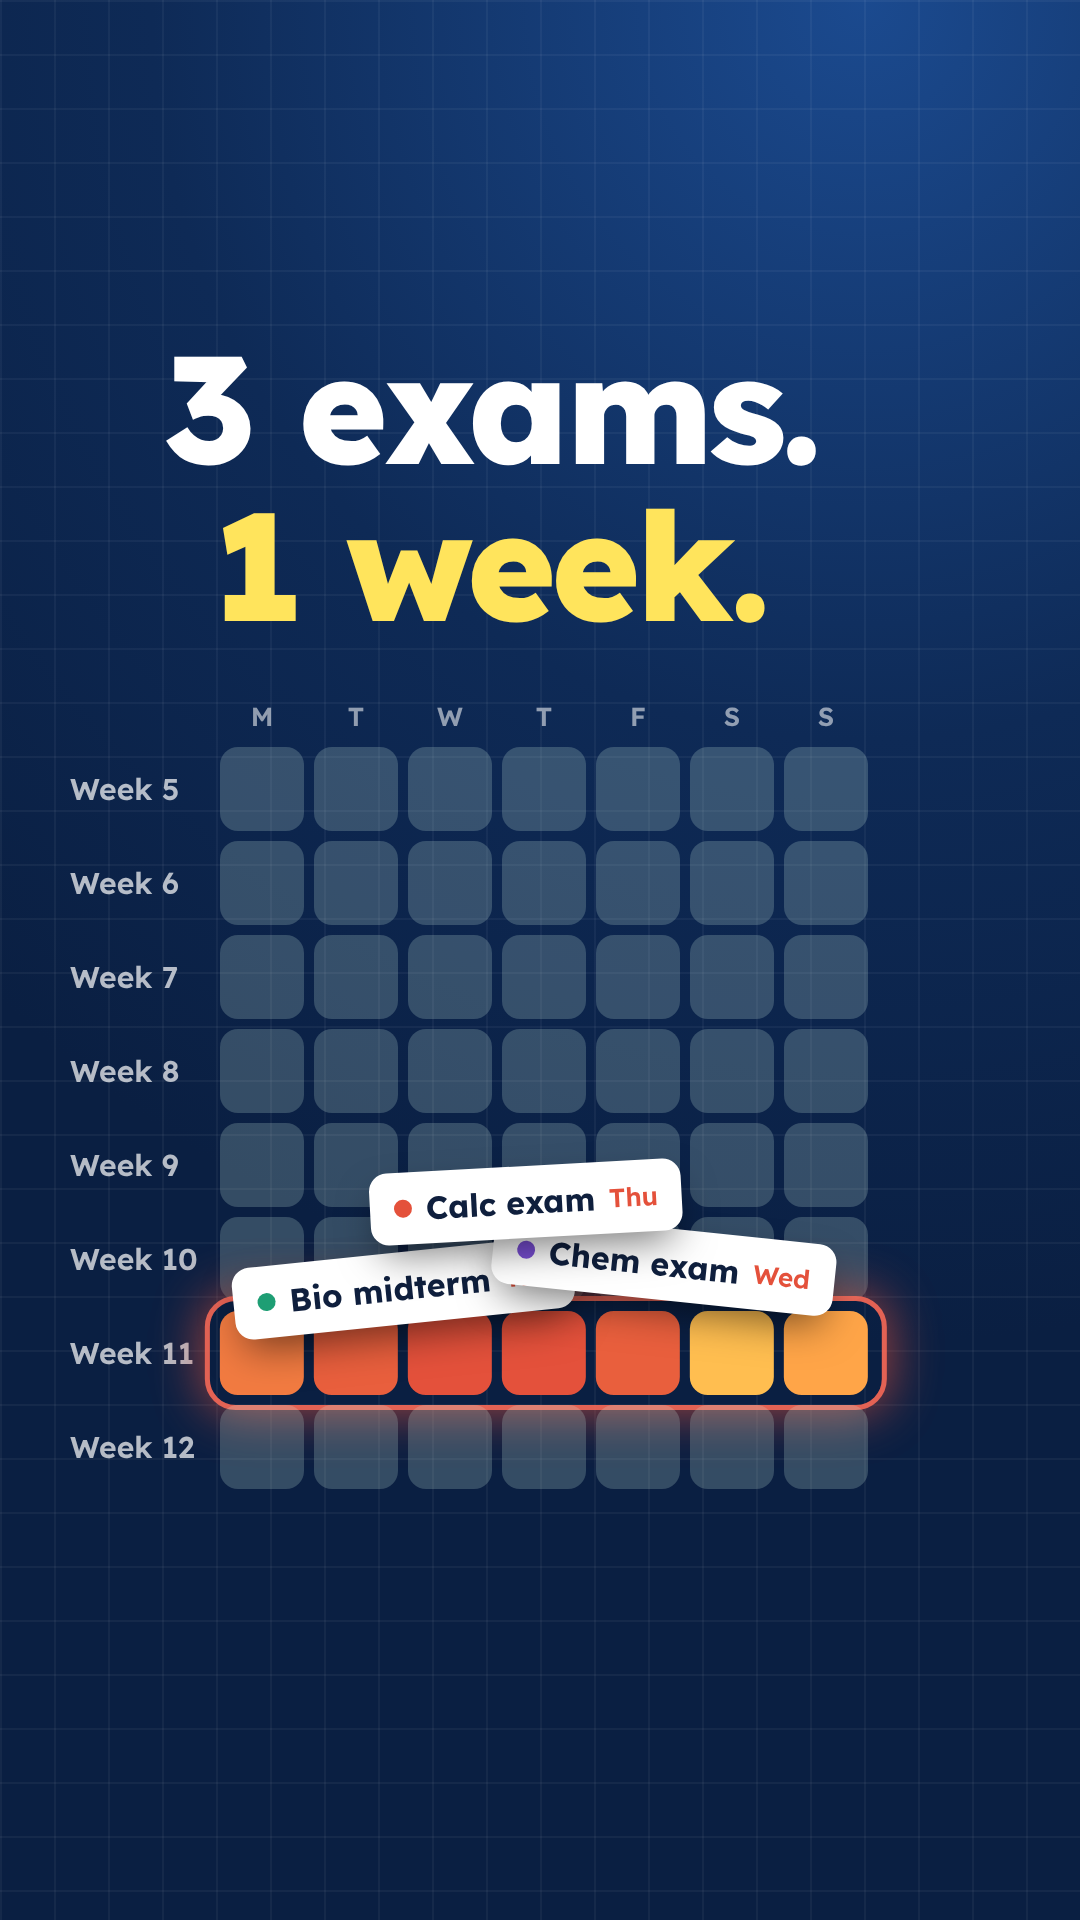 3 exams.
1 week.
M T W T F S S
Week 5
Week 6
Week 7
Week 8
Week 9
Calc exam Thu
Week 10
Chem exam Wed
Bio midterm
Week 11
Week 12